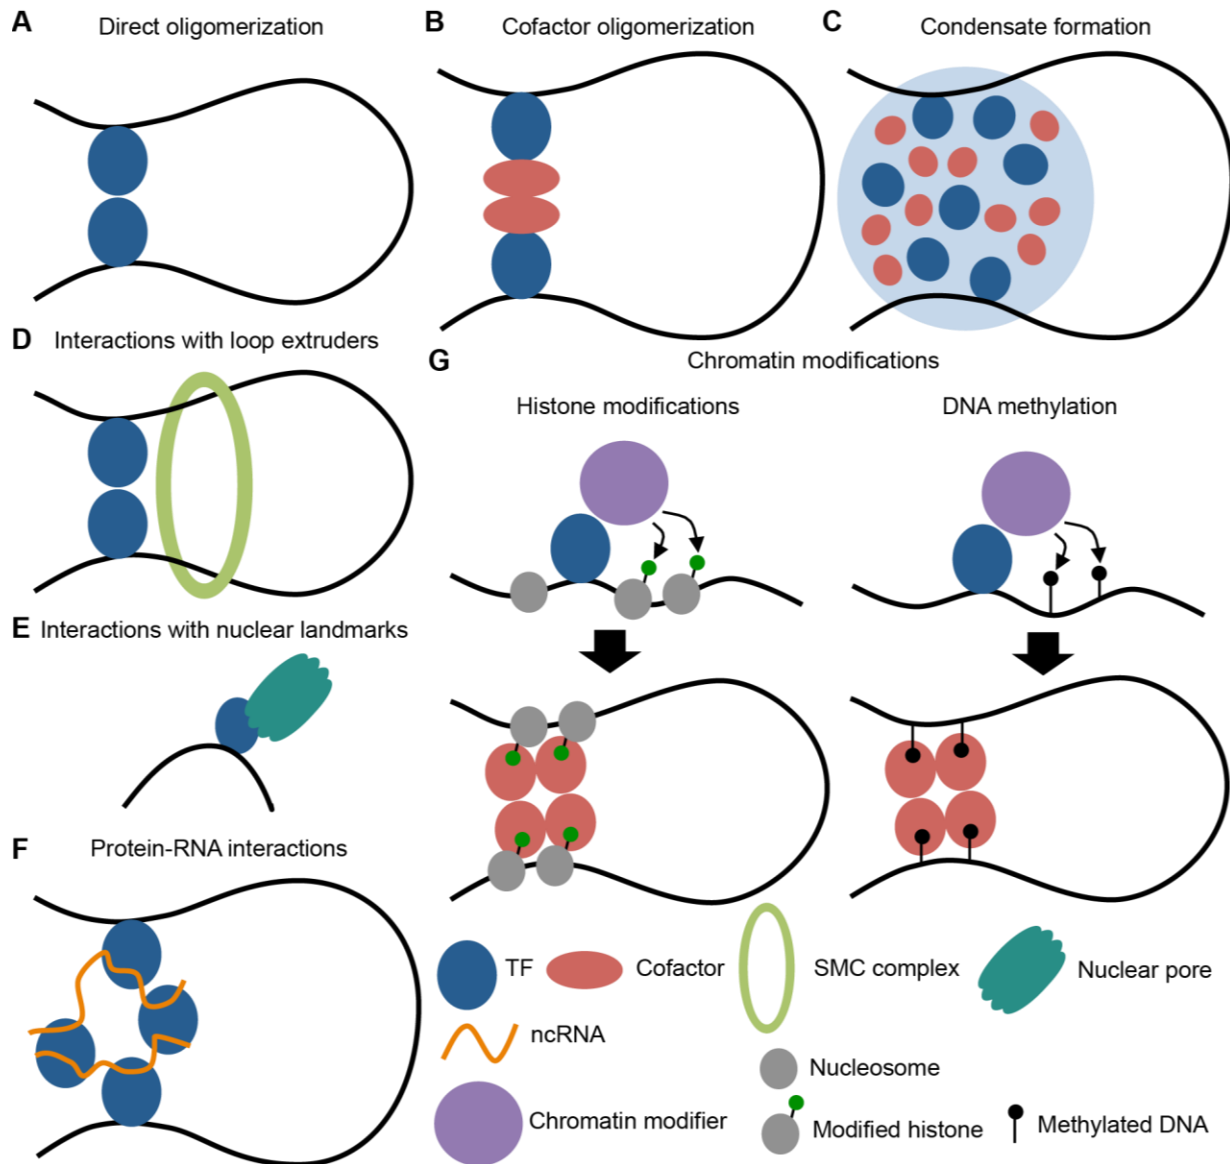 A Direct oligomerization
B Cofactor oligomerization
C Condensate formation
D Interactions with loop extruders
E Interactions with nuclear landmarks
F Protein-RNA interactions
G Chromatin modifications
Histone modifications
DNA methylation
TF
Cofactor
SMC complex
Nuclear pore
ncRNA
Nucleosome
Chromatin modifier
Modified histone
Methylated DNA